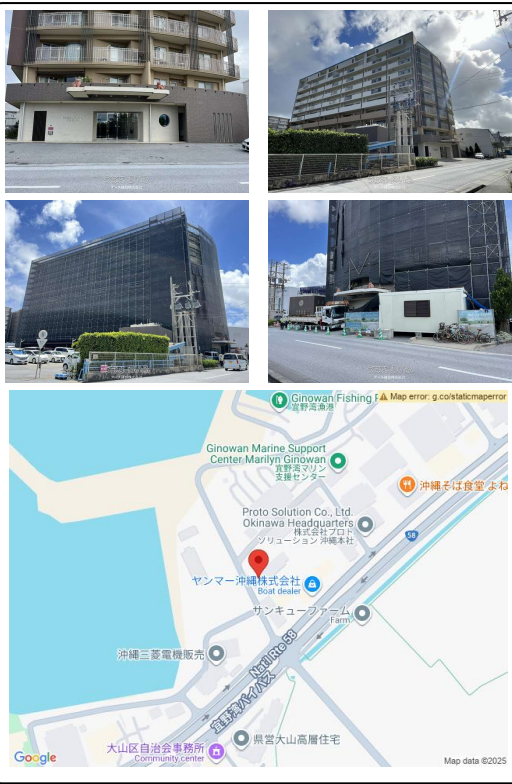 Ginowan Fishing P
宜野湾漁港
Map error: g.co/staticmaperror
Ginowan Marine Support
Center Marilyn Ginowan
宜野湾マリン
支援センター
沖縄そば食堂 よね
Proto Solution Co., Ltd.
Okinawa Headquarters
株式会社プロト
ソリューション 沖縄本社
58
ヤンマー沖縄株式会社
Boat dealer
サンキューファーム
Farm
Nat'l Rte 58
宜野湾バイパス
沖縄三菱電機販売
県営大山高層住宅
大山区自治会事務所
Community center
Google
Map data ©2025